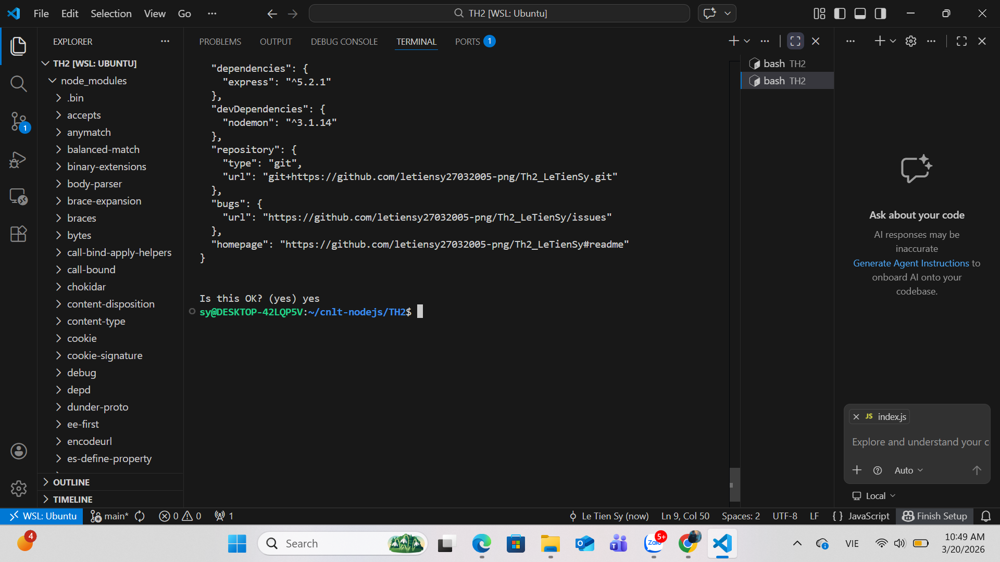 File Edit Selection View Go ···
TH2 [WSL: Ubuntu]
EXPLORER
PROBLEMS OUTPUT DEBUG CONSOLE TERMINAL PORTS 1
TH2 [WSL: UBUNTU]
node_modules
.bin
accepts
anymatch
balanced-match
binary-extensions
body-parser
brace-expansion
braces
bytes
call-bind-apply-helpers
call-bound
chokidar
content-disposition
content-type
cookie
cookie-signature
debug
depd
dunder-proto
ee-first
encodeurl
es-define-property
OUTLINE
TIMELINE
1
"dependencies": {
"express": "^5.2.1"
},
"devDependencies": {
"nodemon": "^3.1.14"
},
"repository": {
"type": "git",
"url": "git+https://github.com/letiensy27032005-png/Th2_LeTienSy.git"
},
"bugs": {
"url": "https://github.com/letiensy27032005-png/Th2_LeTienSy/issues"
},
"homepage": "https://github.com/letiensy27032005-png/Th2_LeTienSy#readme"
}
Is this OK? (yes) yes
sy@DESKTOP-42LQP5V:~/cnlt-nodejs/TH2$
bash TH2
bash TH2
Ask about your code
AI responses may be
inaccurate
Generate Agent Instructions to
onboard AI onto your
codebase.
JS index.js
Explore and understand your c
Auto
Local
WSL: Ubuntu main* 0 0 1
Le Tien Sy (now) Ln 9, Col 50 Spaces: 2 UTF-8 LF { } JavaScript Finish Setup
4
Search
Zalo 5+
VIE
10:49 AM
3/20/2026